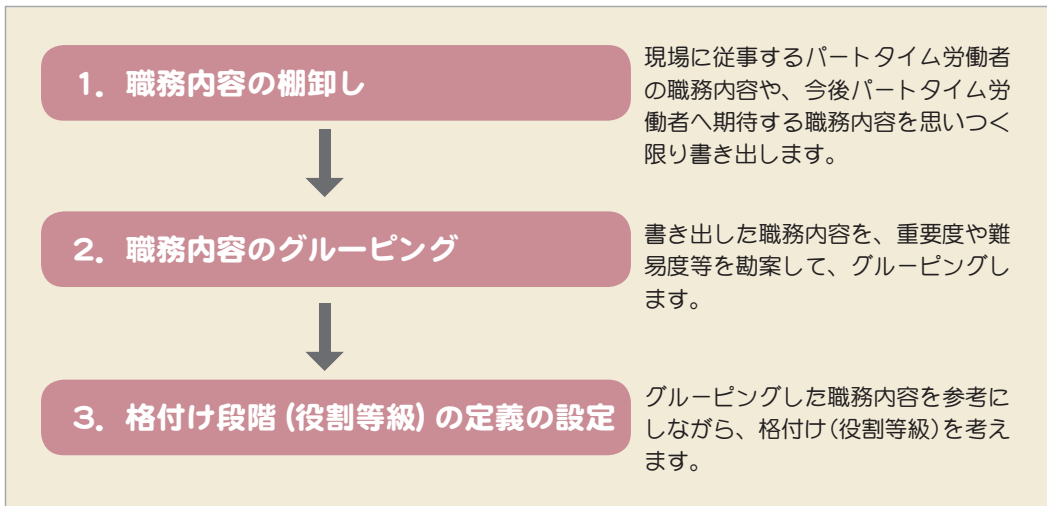 1．職務内容の棚卸し
現場に従事するパートタイム労働者
の職務内容や、今後パートタイム労
働者へ期待する職務内容を思いつく
限り書き出します。
2．職務内容のグルーピング
書き出した職務内容を、重要度や難
易度等を勘案して、グルーピングし
ます。
3．格付け段階（役割等級）の定義の設定
グルーピングした職務内容を参考に
しながら、格付け（役割等級）を考え
ます。